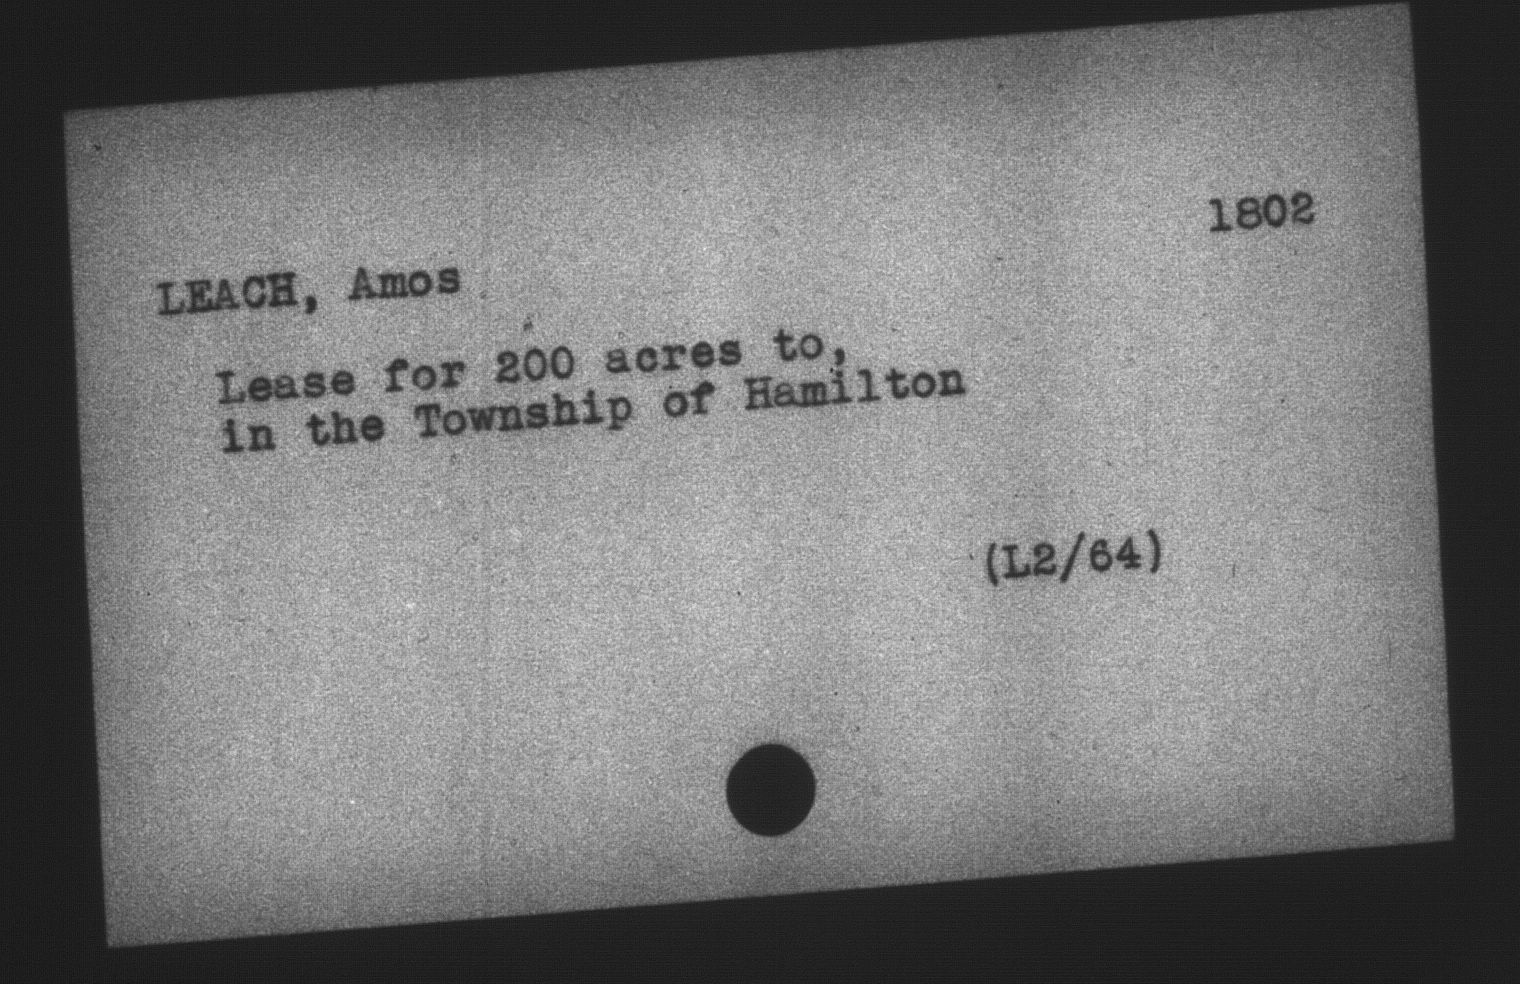 1802
LEACH, Amos
Lease for 200 acres to,
in the Township of Hamilton
(L2/64)